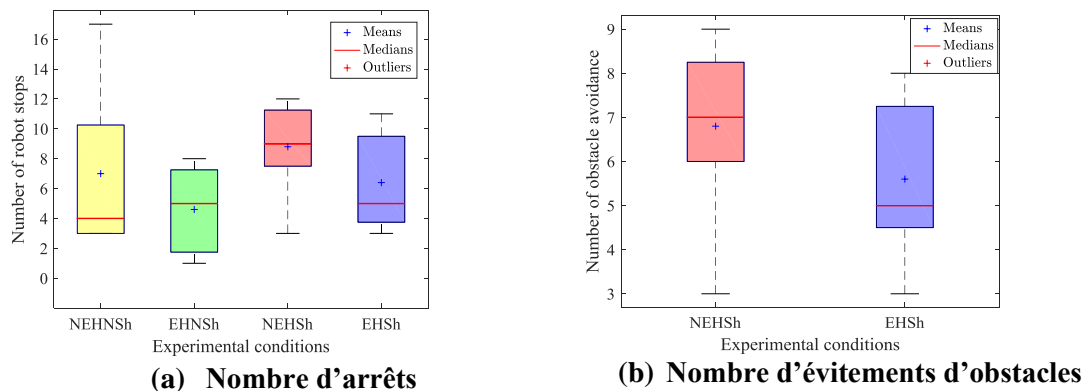 16
14
12
10
8
6
4
2
0
Number of robot stops
Means
Medians
Outliers
NEHNSh EHNSh NEHSh EHSh
Experimental conditions
(a) Nombre d'arrêts
9
8
7
6
5
4
3
Number of obstacle avoidance
Means
Medians
Outliers
NEHSh EHSh
Experimental conditions
(b) Nombre d'évitements d'obstacles